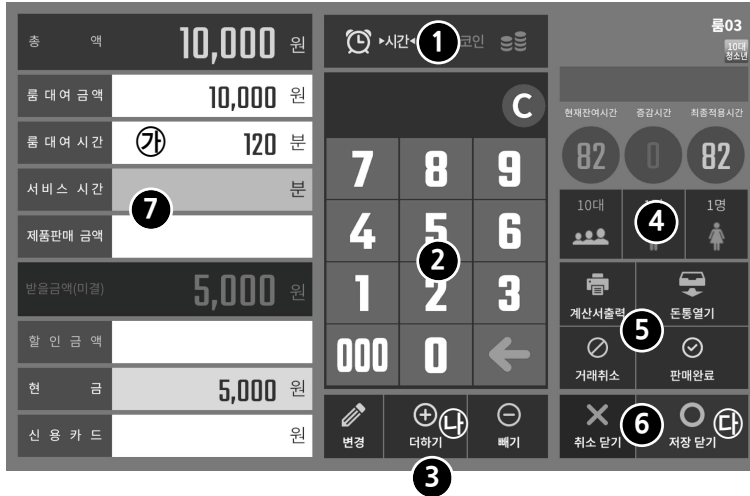 총 액 10,000 원
룸 대여 금액 10,000 원
룸 대여 시간 ㉮ 120 분
서비스 시간 분
7
제품판매 금액
받을금액(미결) 5,000 원
할 인 금 액
현 금 5,000 원
신 용 카 드 원
▸시간◂ 1 코인
C
7 8 9
4 5 6
2
1 2 3
000 0 ←
변경 더하기 ㉯ 빼기
3
룸03
10대
청소년
현재잔여시간 증감시간 최종적용시간
82 0 82
10대 1명
4
계산서출력 돈통열기
5
거래취소 판매완료
6
취소 닫기 저장 닫기 ㉰